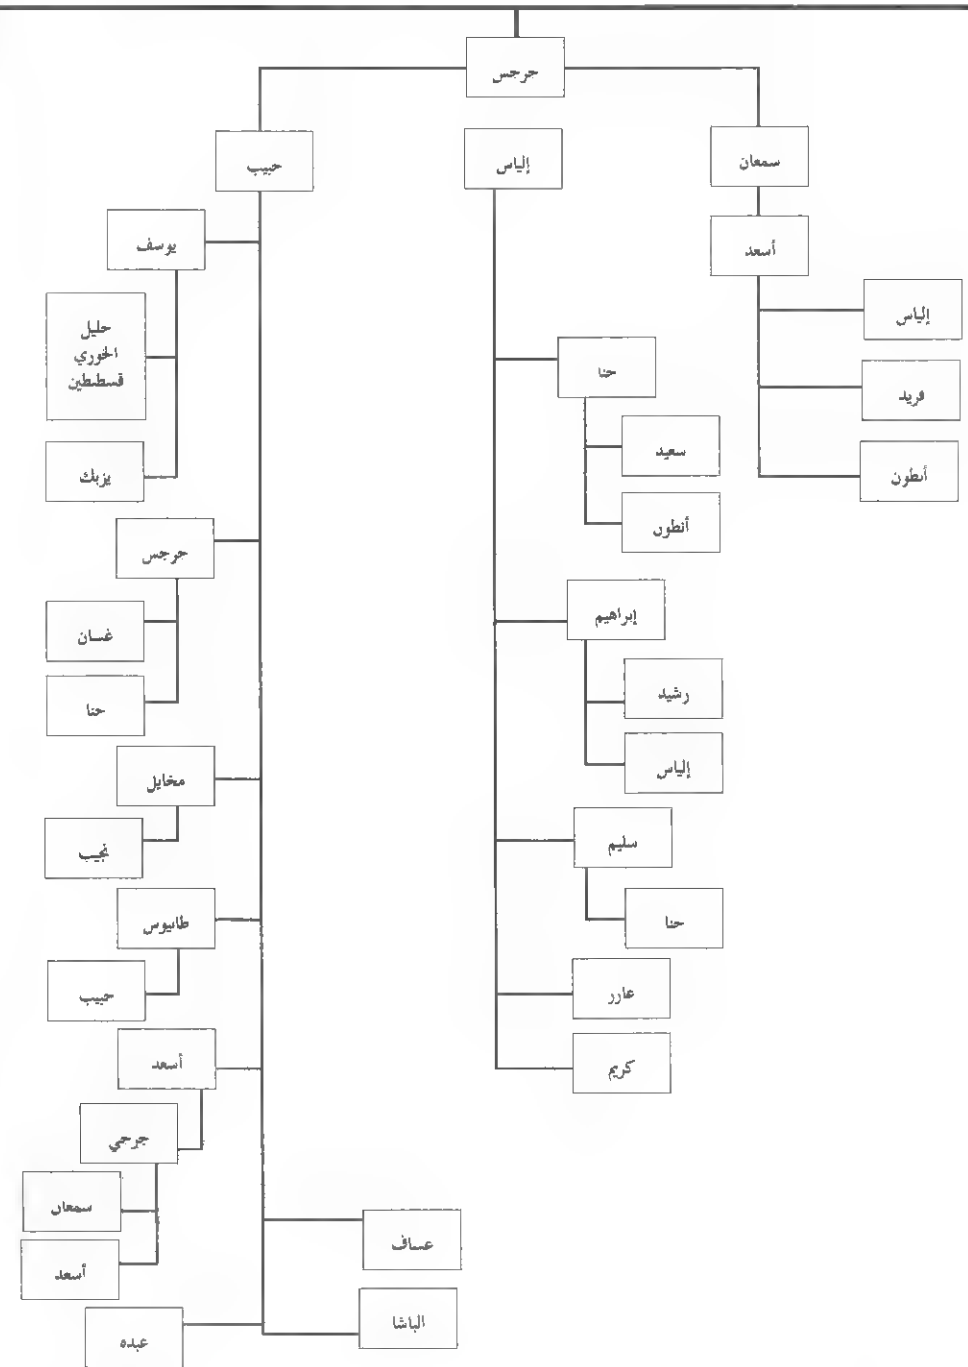 جرجس
سمعان
إلياس
حبيب
أسعد
إلياس
فريد
أنطون
حنا
سعيد
أنطون
إبراهيم
رشيد
إلياس
سليم
حنا
عازر
كريم
يوسف
خليل
الخوري
قسطنطين
يزبك
جرجس
غسان
حنا
مخايل
نجيب
طانيوس
حبيب
أسعد
جرجي
سمعان
أسعد
عساف
الباشا
عبده